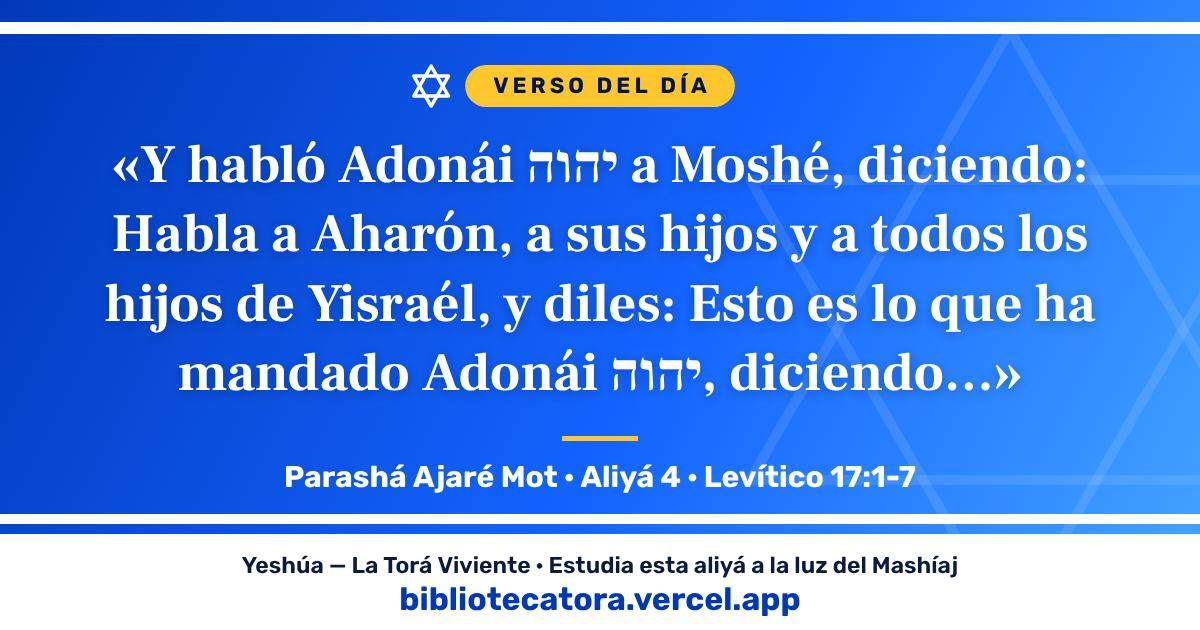 VERSO DEL DÍA
«Y habló Adonái יהוה a Moshé, diciendo:
Habla a Aharón, a sus hijos y a todos los
hijos de Yisraél, y diles: Esto es lo que ha
mandado Adonái יהוה, diciendo…»
Parashá Ajaré Mot • Aliyá 4 • Levítico 17:1-7
Yeshúa — La Torá Viviente • Estudia esta aliyá a la luz del Mashíaj
bibliotecatora.vercel.app